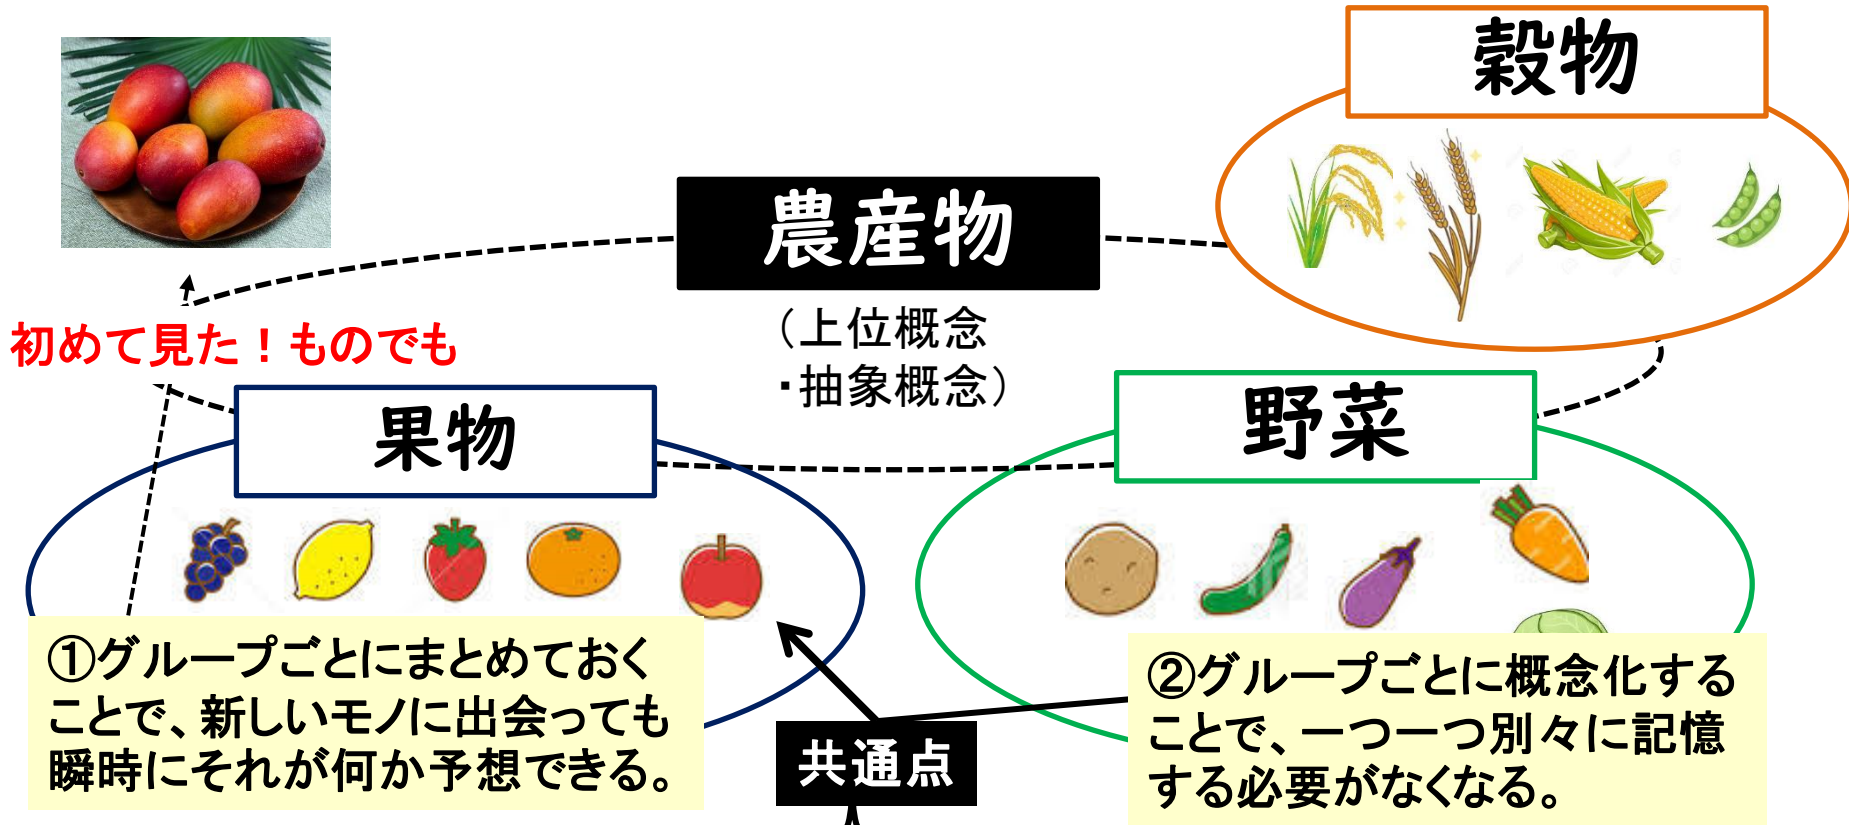 穀物
農産物
（上位概念
・抽象概念）
初めて見た！ものでも
果物
野菜
①グループごとにまとめておく
ことで、新しいモノに出会っても
瞬時にそれが何か予想できる。
共通点
②グループごとに概念化する
ことで、一つ一つ別々に記憶
する必要がなくなる。